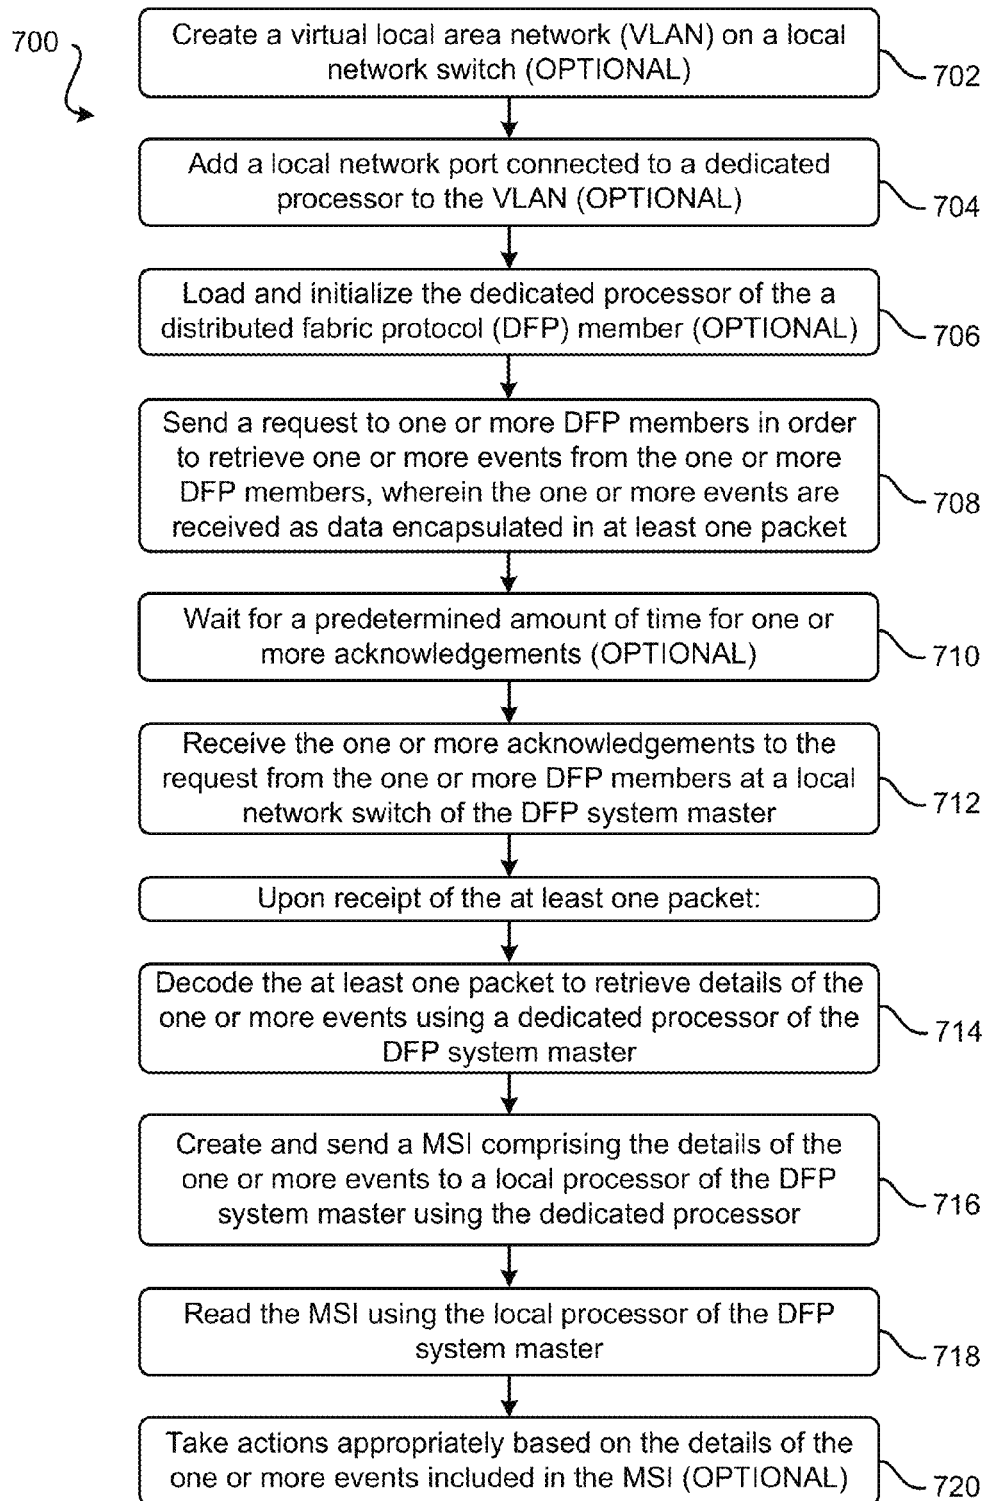 700
Create a virtual local area network (VLAN) on a local
network switch (OPTIONAL)
702
Add a local network port connected to a dedicated
processor to the VLAN (OPTIONAL)
704
Load and initialize the dedicated processor of the a
distributed fabric protocol (DFP) member (OPTIONAL)
706
Send a request to one or more DFP members in order
to retrieve one or more events from the one or more
DFP members, wherein the one or more events are
received as data encapsulated in at least one packet
708
Wait for a predetermined amount of time for one or
more acknowledgements (OPTIONAL)
710
Receive the one or more acknowledgements to the
request from the one or more DFP members at a local
network switch of the DFP system master
712
Upon receipt of the at least one packet:
Decode the at least one packet to retrieve details of the
one or more events using a dedicated processor of the
DFP system master
714
Create and send a MSI comprising the details of the
one or more events to a local processor of the DFP
system master using the dedicated processor
716
Read the MSI using the local processor of the DFP
system master
718
Take actions appropriately based on the details of the
one or more events included in the MSI (OPTIONAL)
720